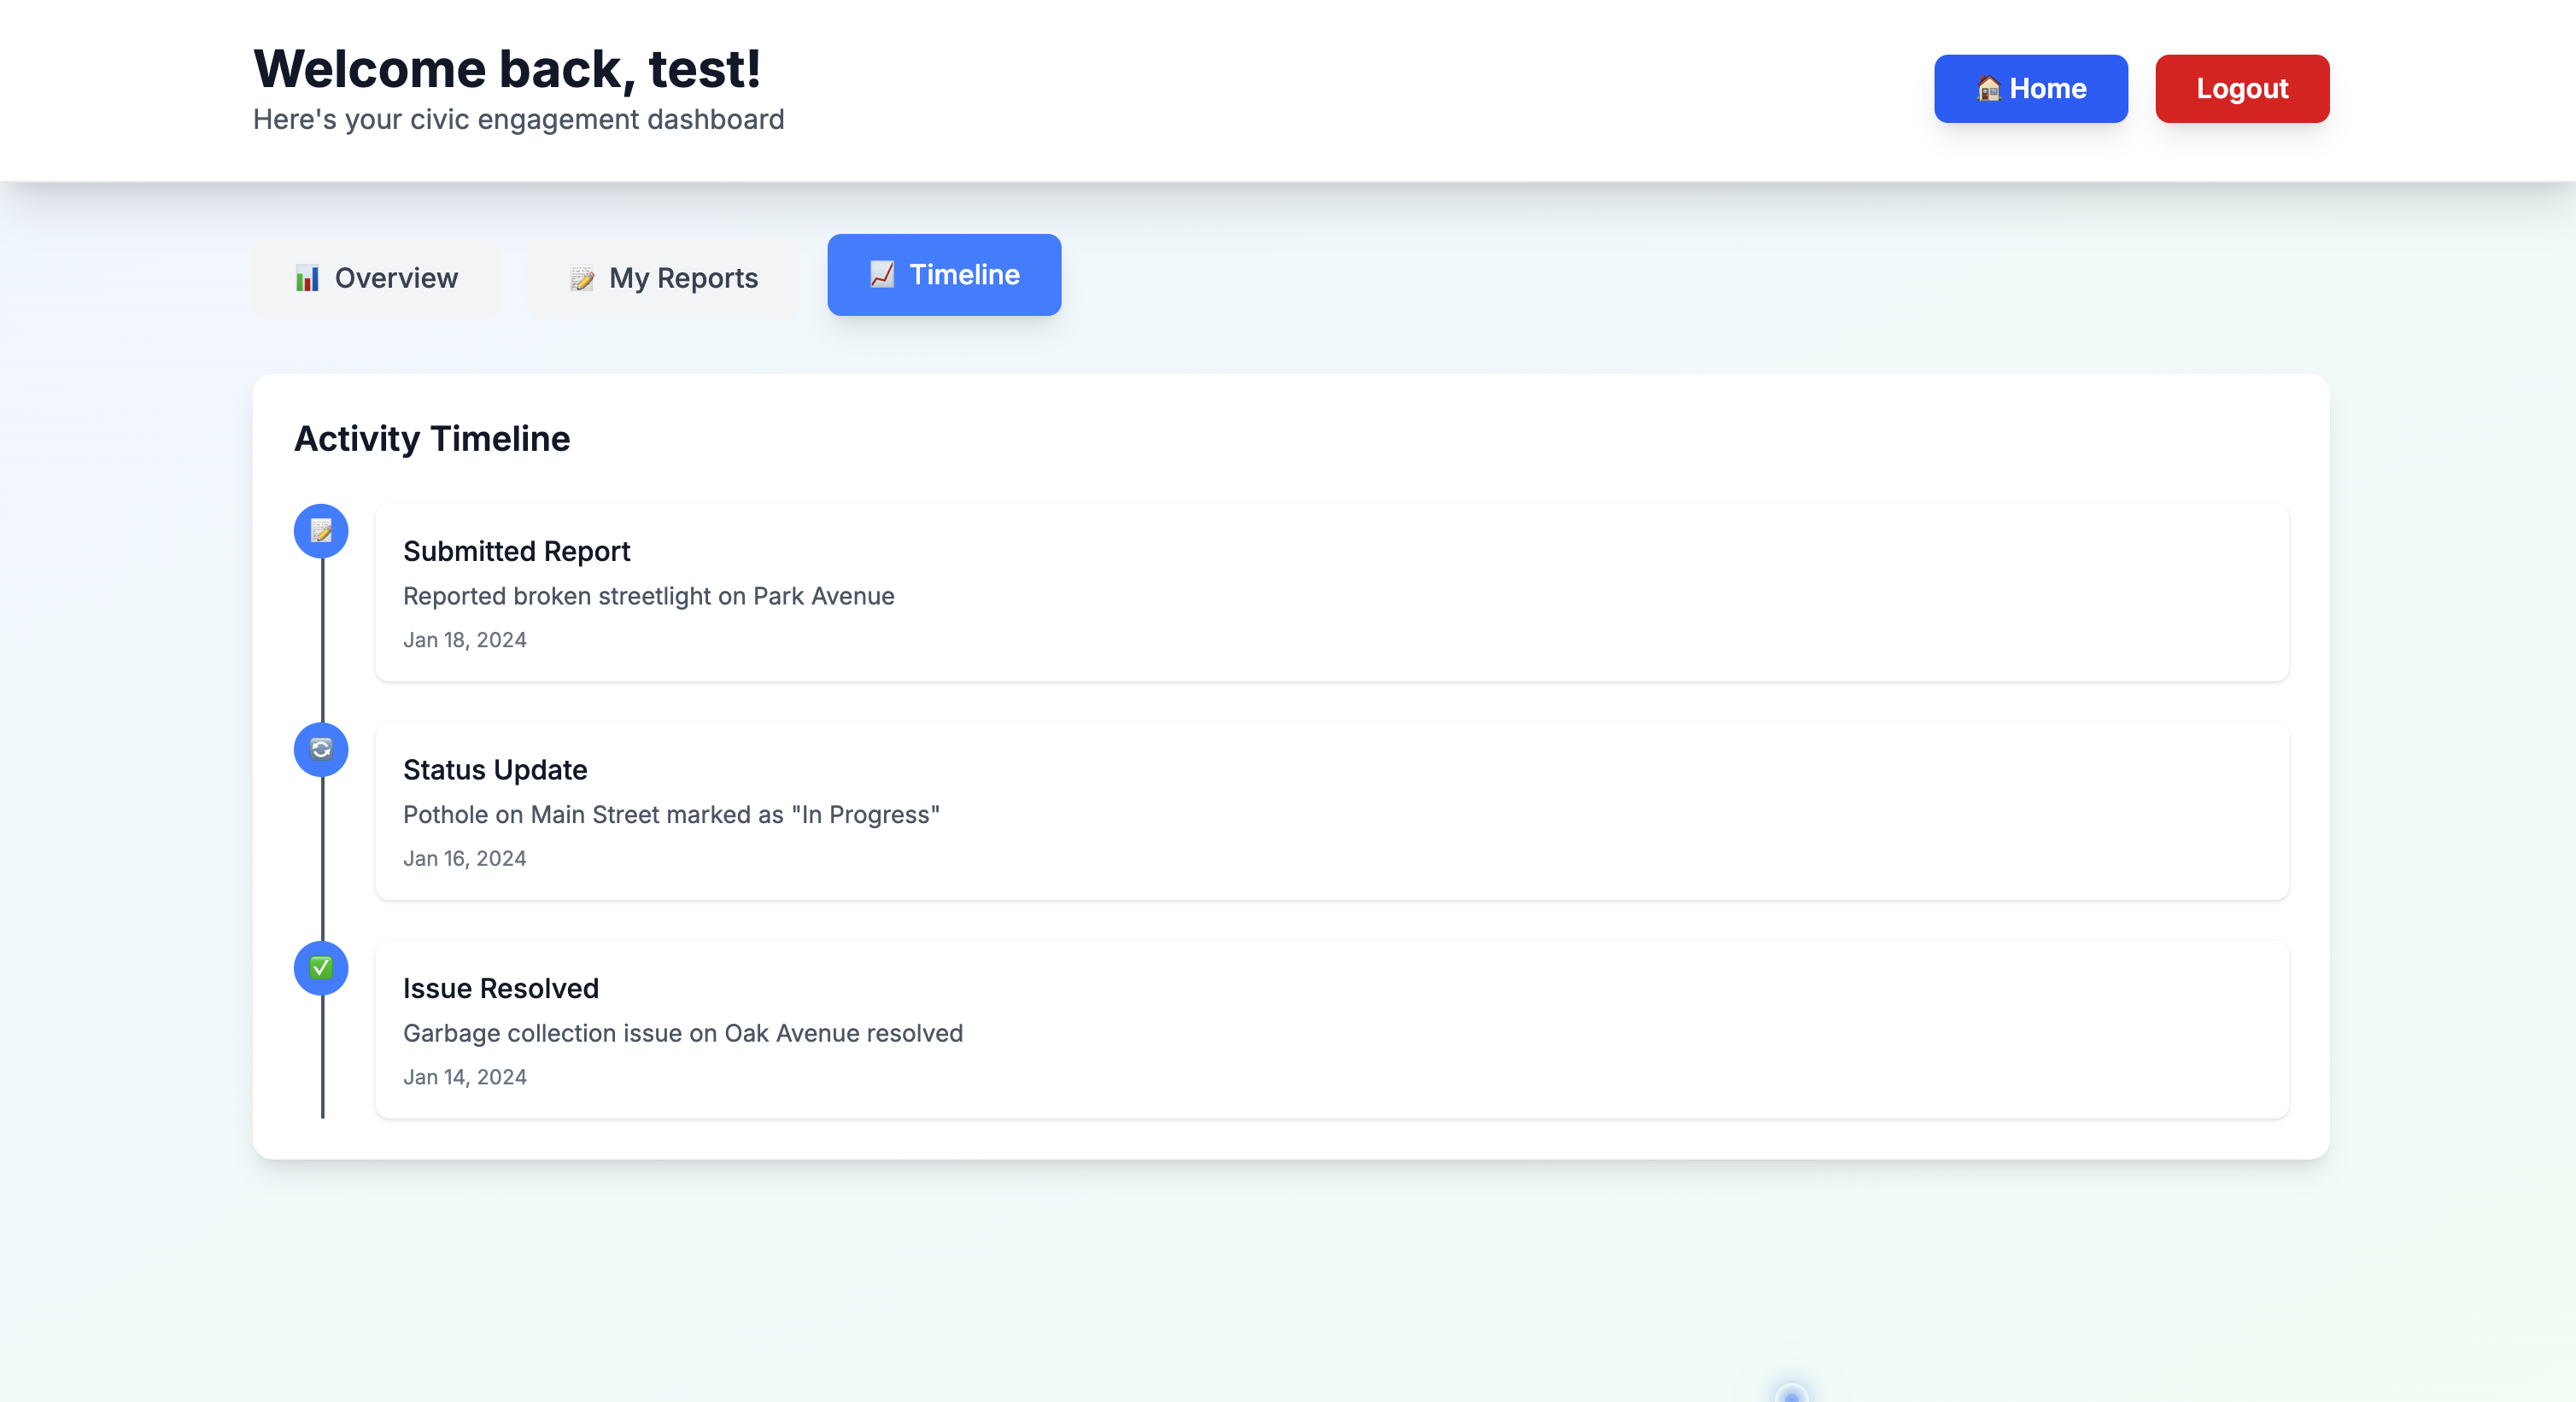 Welcome back, test!
Here's your civic engagement dashboard
Home
Logout
Overview
My Reports
Timeline
Activity Timeline
Submitted Report
Reported broken streetlight on Park Avenue
Jan 18, 2024
Status Update
Pothole on Main Street marked as "In Progress"
Jan 16, 2024
Issue Resolved
Garbage collection issue on Oak Avenue resolved
Jan 14, 2024